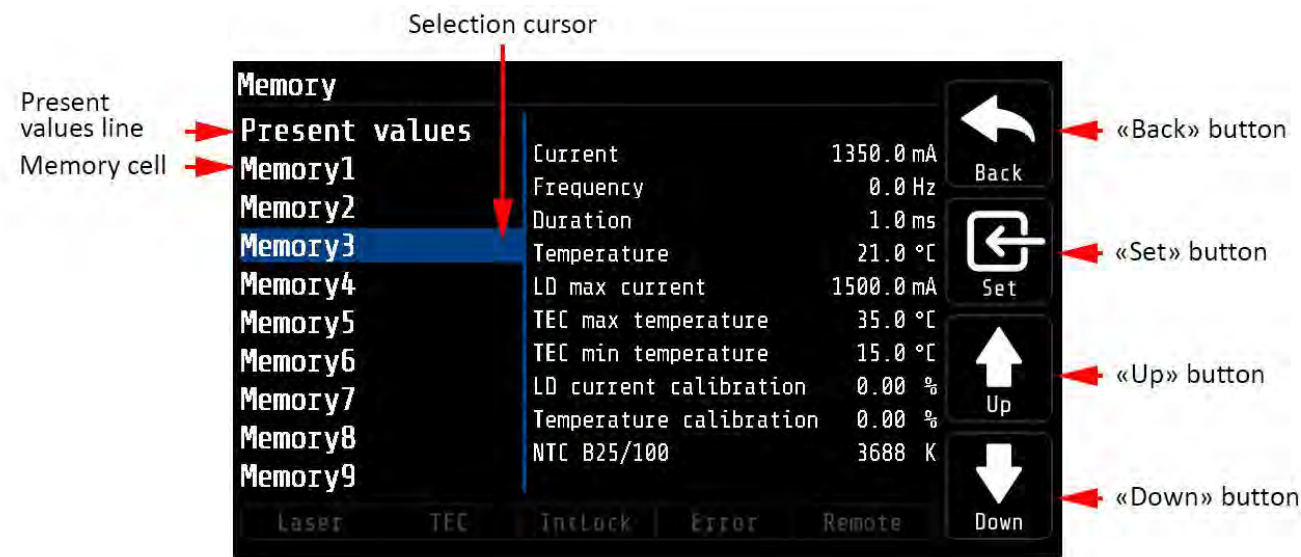 Selection cursor
Present
values line
Memory cell
Memory
Present values
Memory1
Memory2
Memory3
Memory4
Memory5
Memory6
Memory7
Memory8
Memory9
Current 1350.0 mA
Frequency 0.0 Hz
Duration 1.0 ms
Temperature 21.0 °C
LD max current 1500.0 mA
TEC max temperature 35.0 °C
TEC min temperature 15.0 °C
LD current calibration 0.00 %
Temperature calibration 0.00 %
NTC B25/100 3688 K
Laser TEC IntLock Error Remote
Back
Set
Up
Down
«Back» button
«Set» button
«Up» button
«Down» button